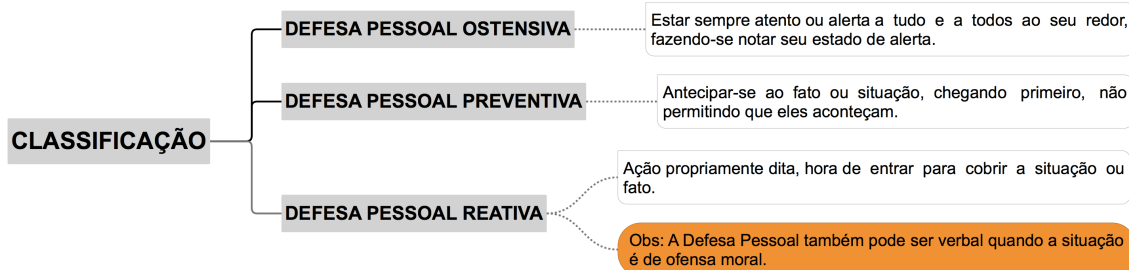 CLASSIFICAÇÃO
DEFESA PESSOAL OSTENSIVA
Estar sempre atento ou alerta a tudo e a todos ao seu redor,
fazendo-se notar seu estado de alerta.
DEFESA PESSOAL PREVENTIVA
Antecipar-se ao fato ou situação, chegando primeiro, não
permitindo que eles aconteçam.
DEFESA PESSOAL REATIVA
Ação propriamente dita, hora de entrar para cobrir a situação ou
fato.
Obs: A Defesa Pessoal também pode ser verbal quando a situação
é de ofensa moral.